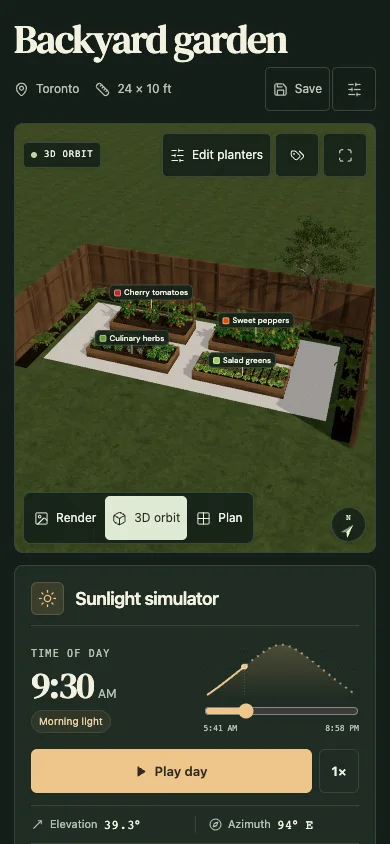 Backyard garden
Toronto
24 × 10 ft
Save
3D ORBIT
Edit planters
Cherry tomatoes
Sweet peppers
Culinary herbs
Salad greens
Render
3D orbit
Plan
N
Sunlight simulator
TIME OF DAY
9:30 AM
Morning light
5:41 AM
8:58 PM
Play day
1×
Elevation 39.3°
Azimuth 94° E